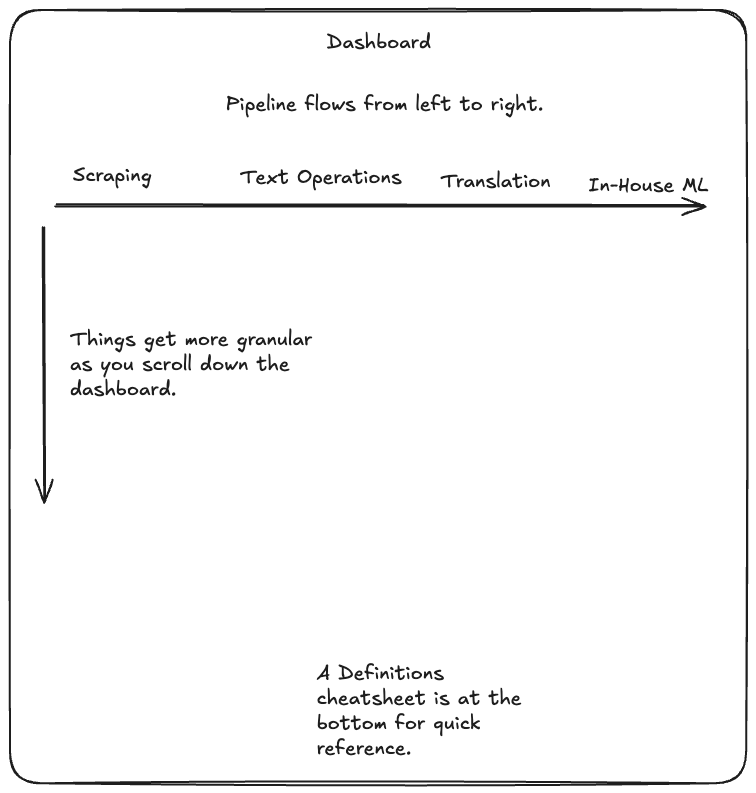 Dashboard
Pipeline flows from left to right.
Scraping
Text Operations
Translation
In-House ML
Things get more granular
as you scroll down the
dashboard.
A Definitions
cheatsheet is at the
bottom for quick
reference.